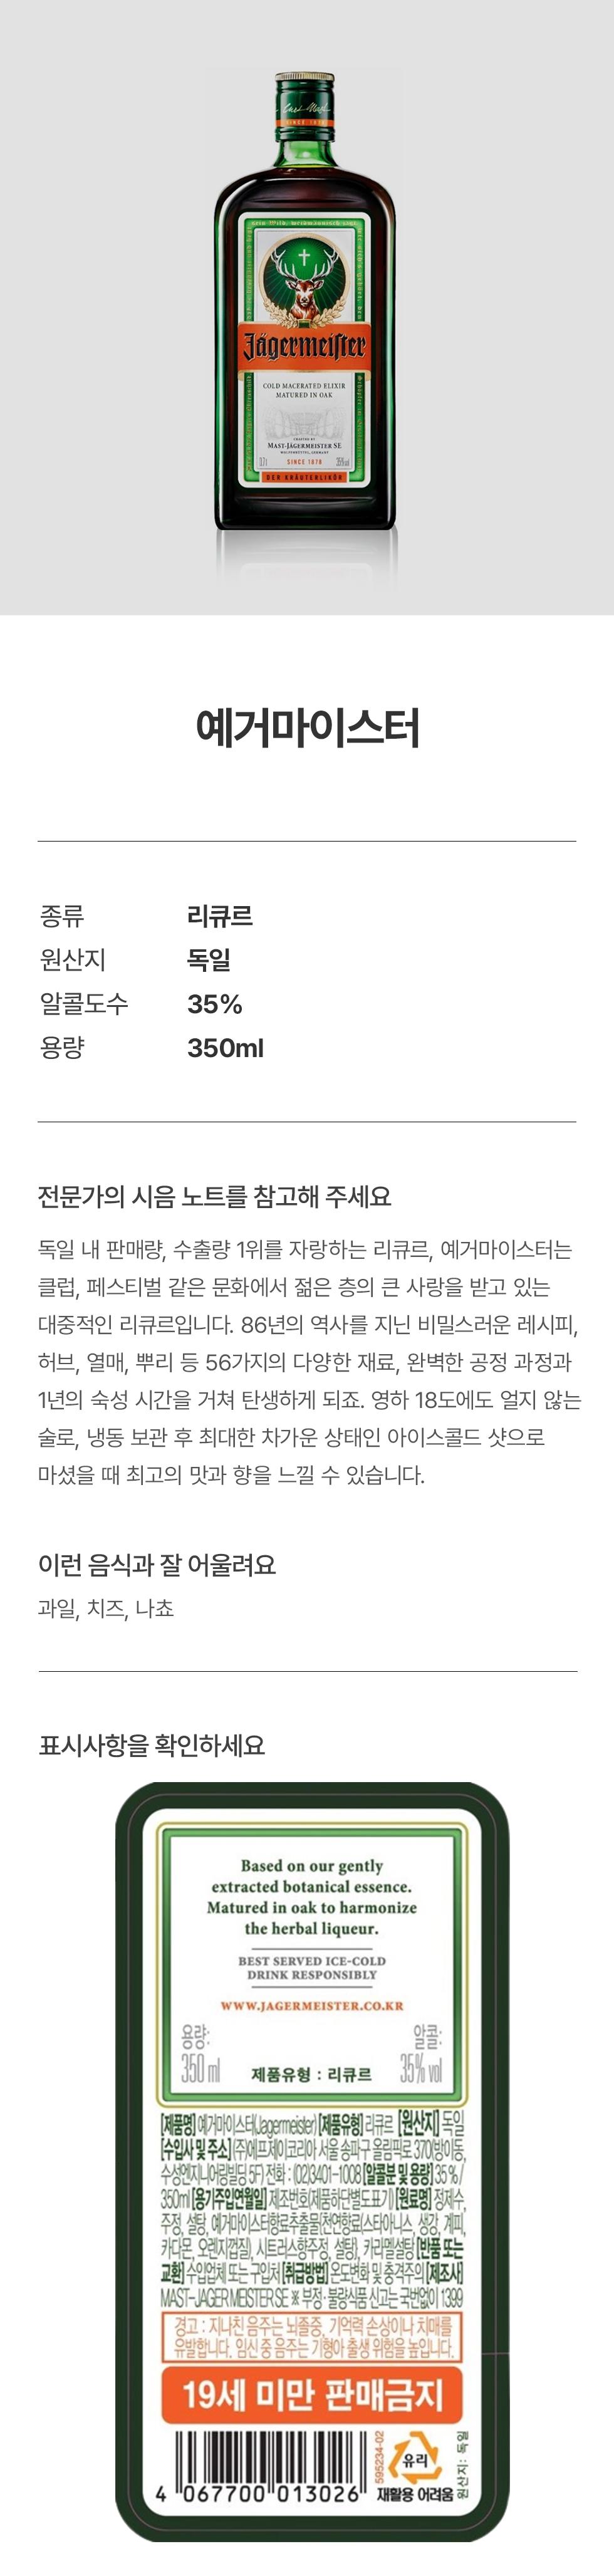 SINCE 1878
Jägermeister
COLD MACERATED ELIXIR
MATURED IN OAK
CRAFTED BY
MAST-JÄGERMEISTER SE
WOLFENBÜTTEL, GERMANY
0,7l SINCE 1878 35%vol
DER KRÄUTERLIKÖR
예거마이스터
종류 리큐르
원산지 독일
알콜도수 35%
용량 350ml
전문가의 시음 노트를 참고해 주세요
독일 내 판매량, 수출량 1위를 자랑하는 리큐르, 예거마이스터는
클럽, 페스티벌 같은 문화에서 젊은 층의 큰 사랑을 받고 있는
대중적인 리큐르입니다. 86년의 역사를 지닌 비밀스러운 레시피,
허브, 열매, 뿌리 등 56가지의 다양한 재료, 완벽한 공정 과정과
1년의 숙성 시간을 거쳐 탄생하게 되죠. 영하 18도에도 얼지 않는
술로, 냉동 보관 후 최대한 차가운 상태인 아이스콜드 샷으로
마셨을 때 최고의 맛과 향을 느낄 수 있습니다.
이런 음식과 잘 어울려요
과일, 치즈, 나쵸
표시사항을 확인하세요
Based on our gently
extracted botanical essence.
Matured in oak to harmonize
the herbal liqueur.
BEST SERVED ICE-COLD
DRINK RESPONSIBLY
WWW.JAGERMEISTER.CO.KR
용량: 알콜:
350 ml 제품유형 : 리큐르 35% vol
[제품명] 예거마이스터(Jagermeister) [제품유형] 리큐르 [원산지] 독일
[수입사 및 주소] (주)에프제이코리아 서울 송파구 올림픽로 370(방이동,
수성엔지니어링빌딩 5F) 전화 : (02)3401-1008 [알콜분 및 용량] 35% /
350ml [용기주입연월일] 제조번호(제품하단별도표기) [원료명] 정제수,
주정, 설탕, 예거마이스터향료추출물(천연향료(스타아니스, 생강, 계피,
카다몬, 오렌지껍질), 시트러스향주정, 설탕), 카라멜설탕 [반품 또는
교환] 수입업체 또는 구입처 [취급방법] 온도변화 및 충격주의 [제조사]
MAST-JAGERMEISTER SE ※ 부정·불량식품 신고는 국번없이 1399
경고 : 지나친 음주는 뇌졸중, 기억력 손상이나 치매를
유발합니다. 임신 중 음주는 기형아 출생 위험을 높입니다.
19세 미만 판매금지
4 067700 013026
595234-02
유리
재활용 어려움
원산지: 독일